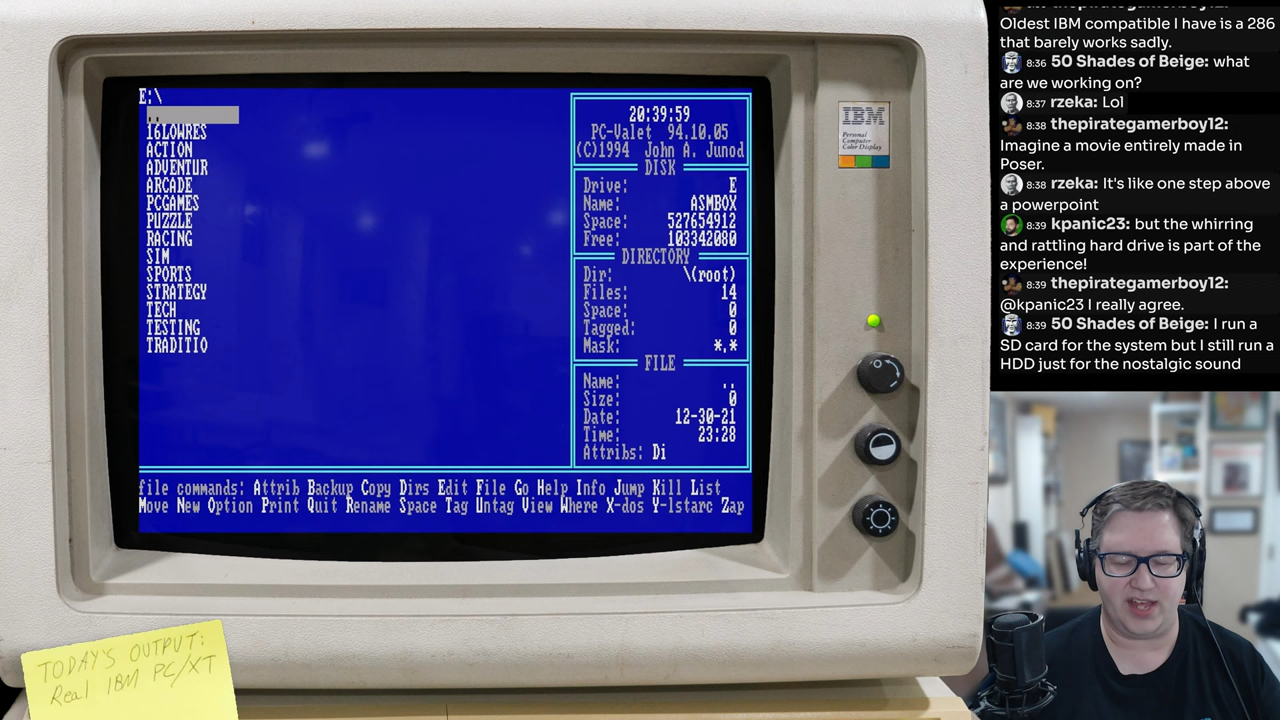 E:\
..
16LOWRES
ACTION
ADVENTUR
ARCADE
PCGAMES
PUZZLE
RACING
SIM
SPORTS
STRATEGY
TECH
TESTING
TRADITIO
20:39:59
PC-Valet 94.10.05
(C)1994 John A. Junod
DISK
Drive: E
Name: ASMBOX
Space: 527654912
Free: 103342080
DIRECTORY
Dir: \(root)
Files: 14
Space: 0
Tagged: 0
Mask: *.*
FILE
Name: ..
Size: 0
Date: 12-30-21
Time: 23:28
Attribs: Di
file commands: Attrib Backup Copy Dirs Edit File Go Help Info Jump Kill List
Move New Option Print Quit Rename Space Tag Untag View Where X-dos Y-lstarc Zap
IBM
Personal
Computer
Color Display
TODAY'S OUTPUT:
Real IBM PC/XT
Oldest IBM compatible I have is a 286
that barely works sadly.
8:36 50 Shades of Beige: what
are we working on?
8:37 rzeka: Lol
8:38 thepirategamerboy12:
Imagine a movie entirely made in
Poser.
8:38 rzeka: It's like one step above
a powerpoint
8:39 kpanic23: but the whirring
and rattling hard drive is part of the
experience!
8:39 thepirategamerboy12:
@kpanic23 I really agree.
8:39 50 Shades of Beige: I run a
SD card for the system but I still run a
HDD just for the nostalgic sound